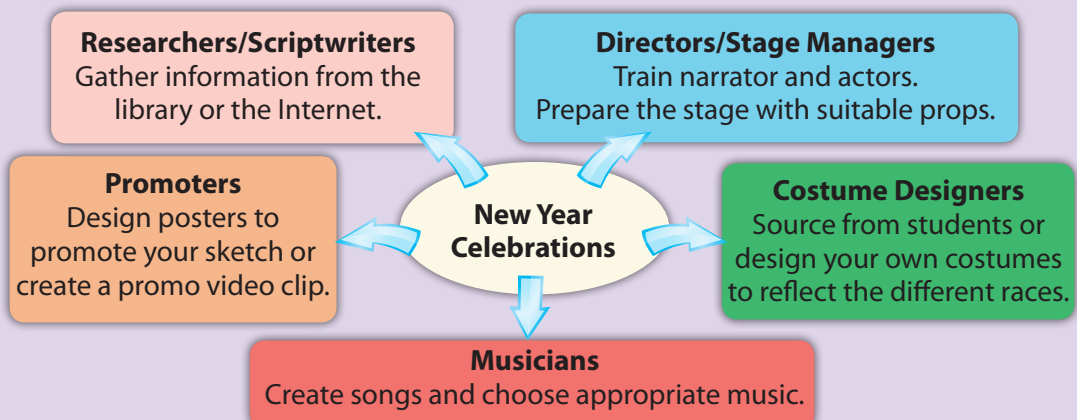 Researchers/Scriptwriters
Gather information from the
library or the Internet.
Directors/Stage Managers
Train narrator and actors.
Prepare the stage with suitable props.
Promoters
Design posters to
promote your sketch or
create a promo video clip.
New Year
Celebrations
Costume Designers
Source from students or
design your own costumes
to reflect the different races.
Musicians
Create songs and choose appropriate music.